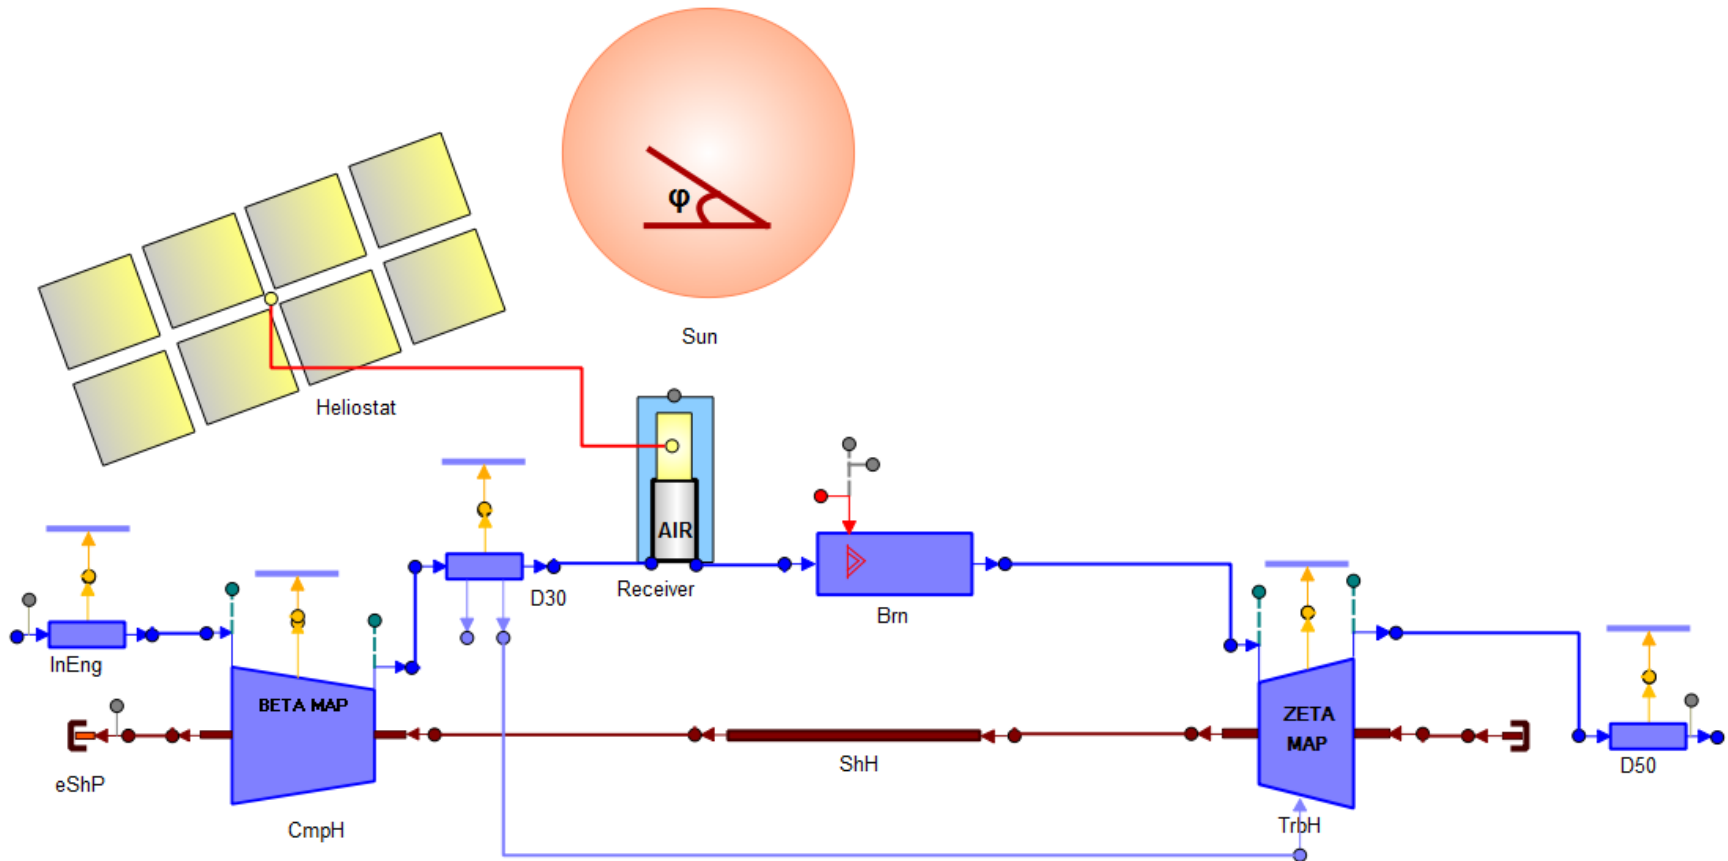 φ
Sun
Heliostat
AIR
Receiver
D30
Brn
InEng
BETA MAP
ZETA
MAP
eShP
ShH
D50
CmpH
TrbH